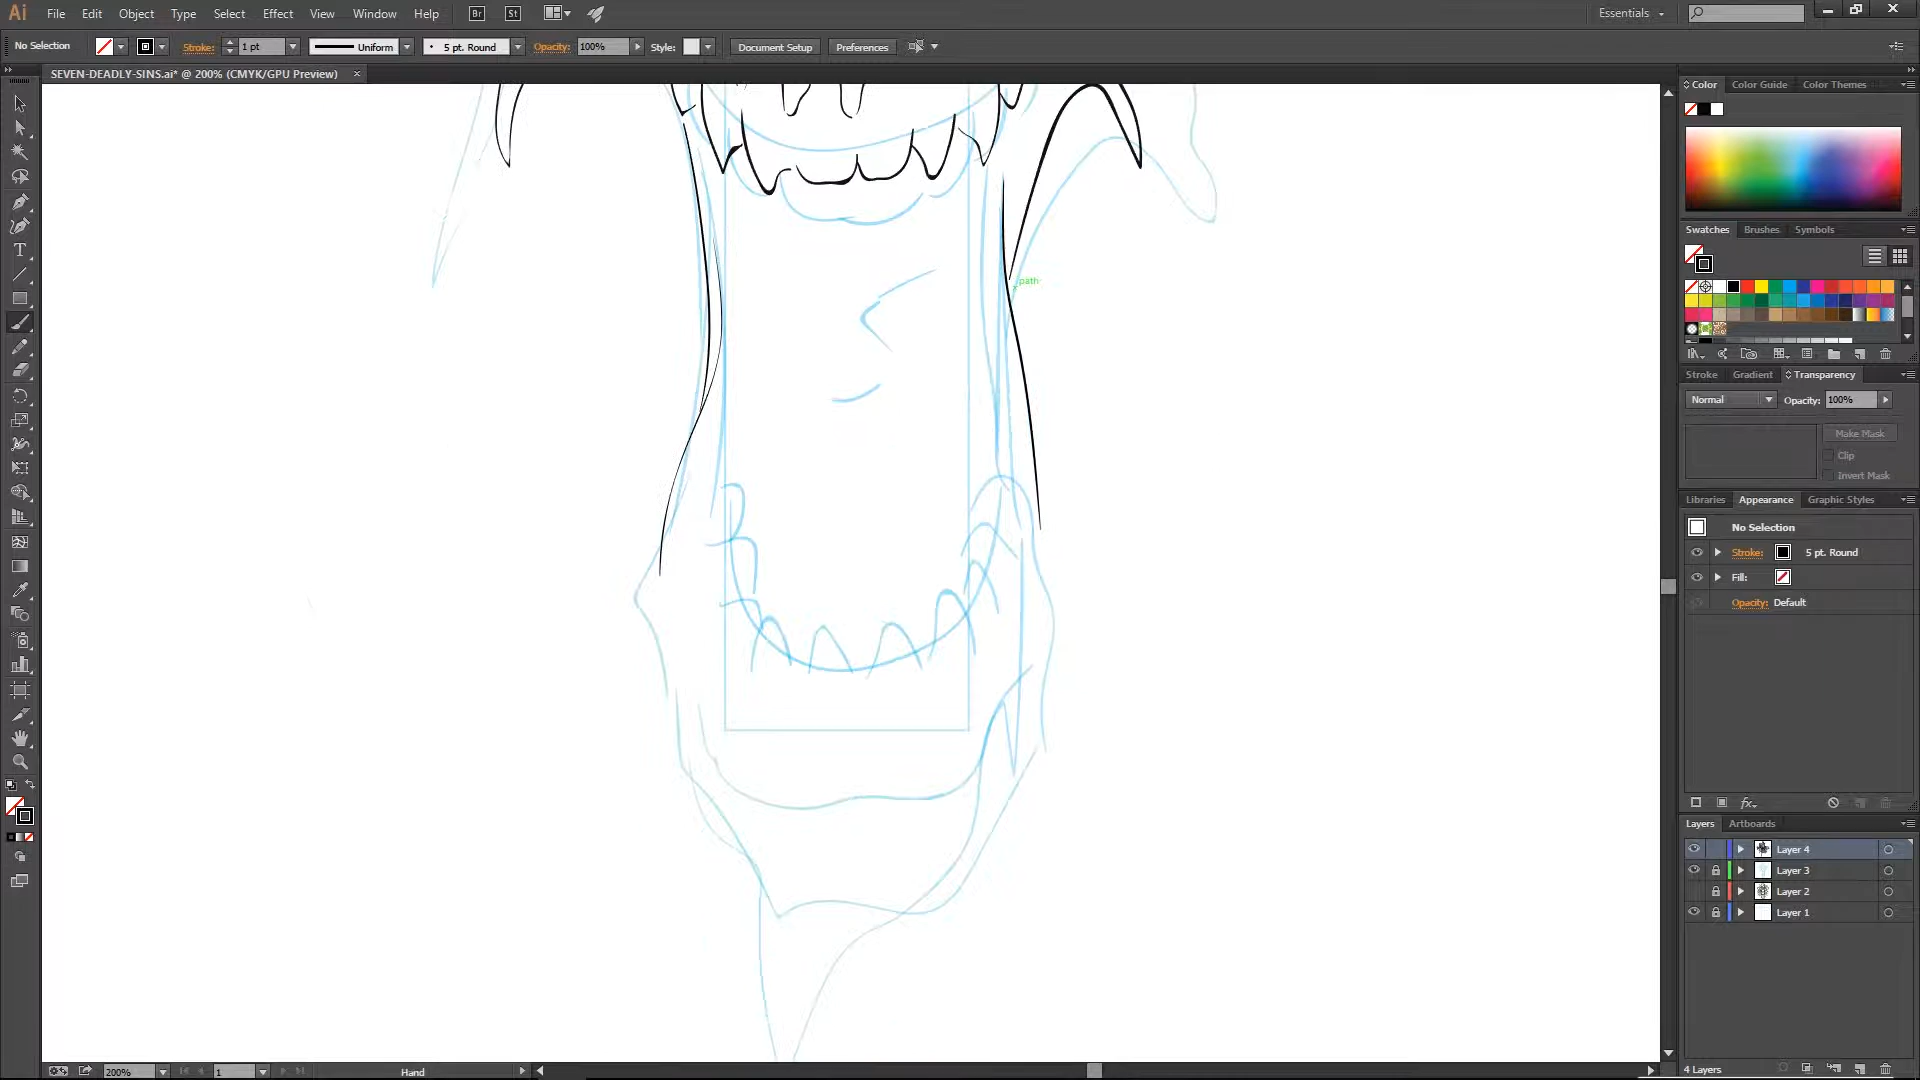 Ai File Edit Object Type Select Effect View Window Help Br St Essentials
No Selection Stroke: 1 pt Uniform 5 pt. Round Opacity: 100% Style: Document Setup Preferences
SEVEN-DEADLY-SINS.ai* @ 200% (CMYK/GPU Preview) ×
Color Color Guide Color Themes
Swatches Brushes Symbols
path
Stroke Gradient Transparency
Normal Opacity: 100%
Make Mask
Clip
Invert Mask
Libraries Appearance Graphic Styles
No Selection
Stroke: 5 pt. Round
Fill:
Opacity: Default
fx
Layers Artboards
Layer 4
Layer 3
Layer 2
Layer 1
4 Layers
200% 1 Hand